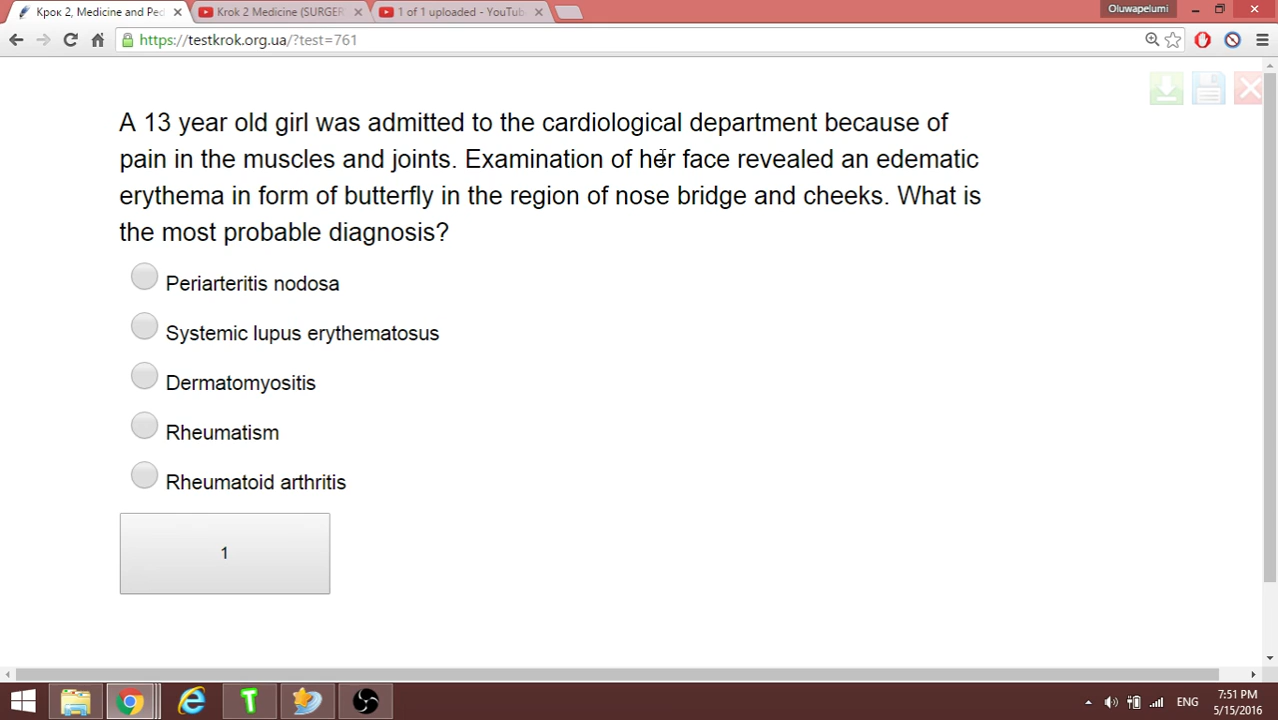 Крок 2, Medicine and Ped
Krok 2 Medicine (SURGER
1 of 1 uploaded - YouTub
Oluwapelumi
https://testkrok.org.ua/?test=761
A 13 year old girl was admitted to the cardiological department because of
pain in the muscles and joints. Examination of her face revealed an edematic
erythema in form of butterfly in the region of nose bridge and cheeks. What is
the most probable diagnosis?
Periarteritis nodosa
Systemic lupus erythematosus
Dermatomyositis
Rheumatism
Rheumatoid arthritis
1
T
ENG
7:51 PM
5/15/2016